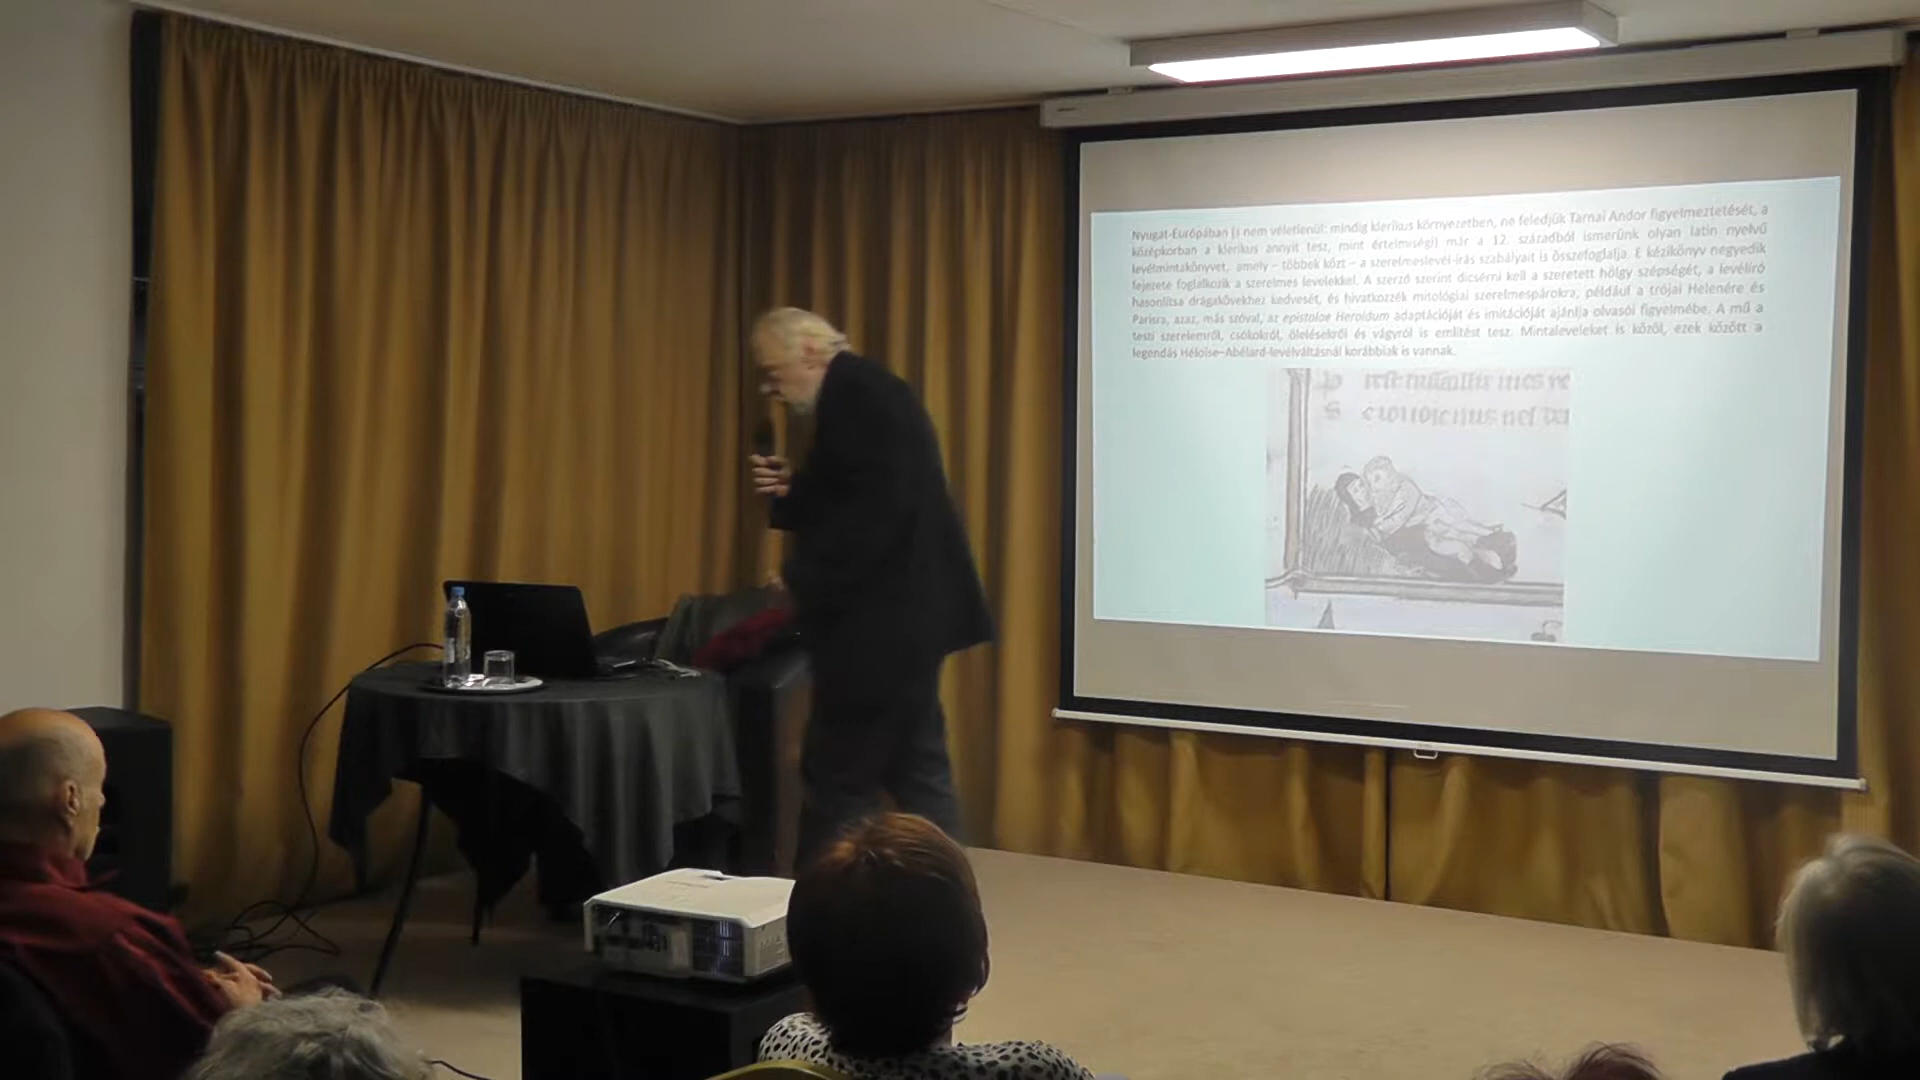 Nyugat-Európában (s nem véletlenül: mindig klerikus környezetben, ne feledjük Tarnai Andor figyelmeztetését, a
középkorban a klerikus annyit tesz, mint értelmiségi) már a 12. századból ismerünk olyan latin nyelvű
levélmintakönyvet, amely – többek közt – a szerelmeslevél-írás szabályait is összefoglalja. E kézikönyv negyedik
fejezete foglalkozik a szerelmes levelekkel. A szerző szerint dicsérni kell a szeretett hölgy szépségét, a levélíró
hasonlítsa drágakövekhez kedvesét, és hivatkozzék mitológiai szerelmespárokra, például a trójai Helenére és
Parisra, azaz, más szóval, az epistolae Heroidum adaptációját és imitációját ajánlja olvasói figyelmébe. A mű a
testi szerelemről, csókokról, ölelésekről és vágyról is említést tesz. Mintaleveleket is közöl, ezek között a
legendás Héloïse–Abélard-levélváltásnál korábbiak is vannak.